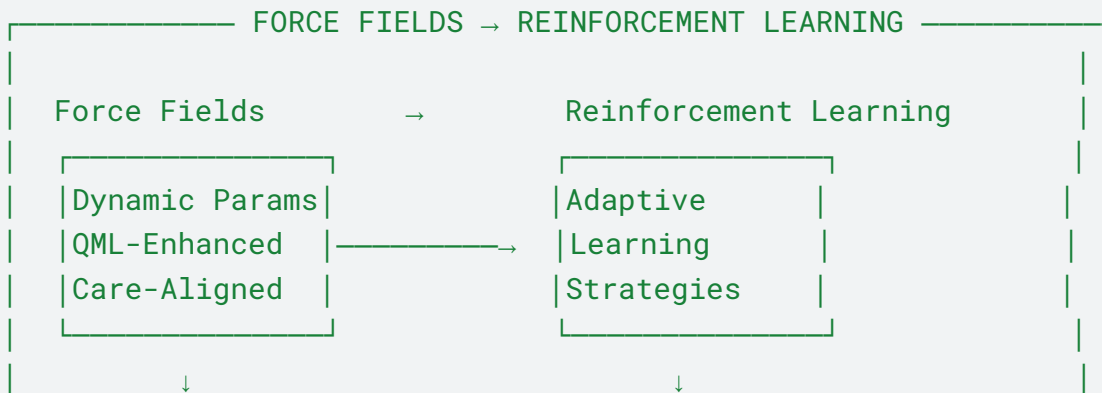 FORCE FIELDS → REINFORCEMENT LEARNING
Force Fields → Reinforcement Learning
Dynamic Params Adaptive
QML-Enhanced → Learning
Care-Aligned Strategies
↓ ↓